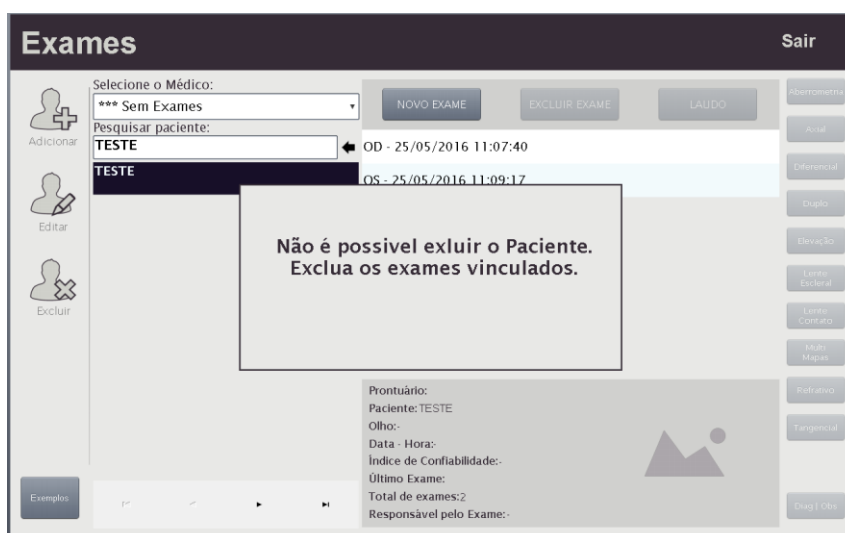 Exames
Sair
Selecione o Médico:
*** Sem Exames
Pesquisar paciente:
TESTE
TESTE
Adicionar
Editar
Excluir
Exemplos
NOVO EXAME
EXCLUIR EXAME
LAUDO
OD - 25/05/2016 11:07:40
OS - 25/05/2016 11:09:17
Não é possivel exluir o Paciente.
Exclua os exames vinculados.
Prontuário:
Paciente:TESTE
Olho:-
Data - Hora:-
Índice de Confiabilidade:-
Último Exame:
Total de exames:2
Responsável pelo Exame:-
Aberrometria
Axial
Diferencial
Duplo
Elevação
Lente
Escleral
Lente
Contato
Multi
Mapas
Refrativo
Tangencial
Diag | Obs